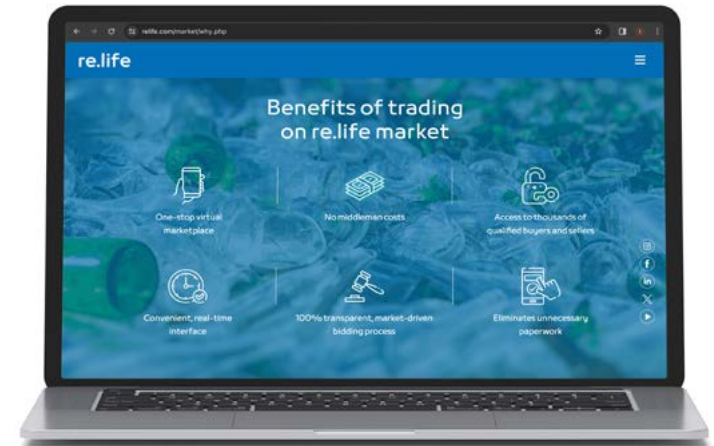 relife.com/market/why.php
re.life
Benefits of trading
on re.life market
One-stop virtual
marketplace
No middleman costs
Access to thousands of
qualified buyers and sellers
Convenient, real-time
interface
100% transparent, market-driven
bidding process
Eliminates unnecessary
paperwork